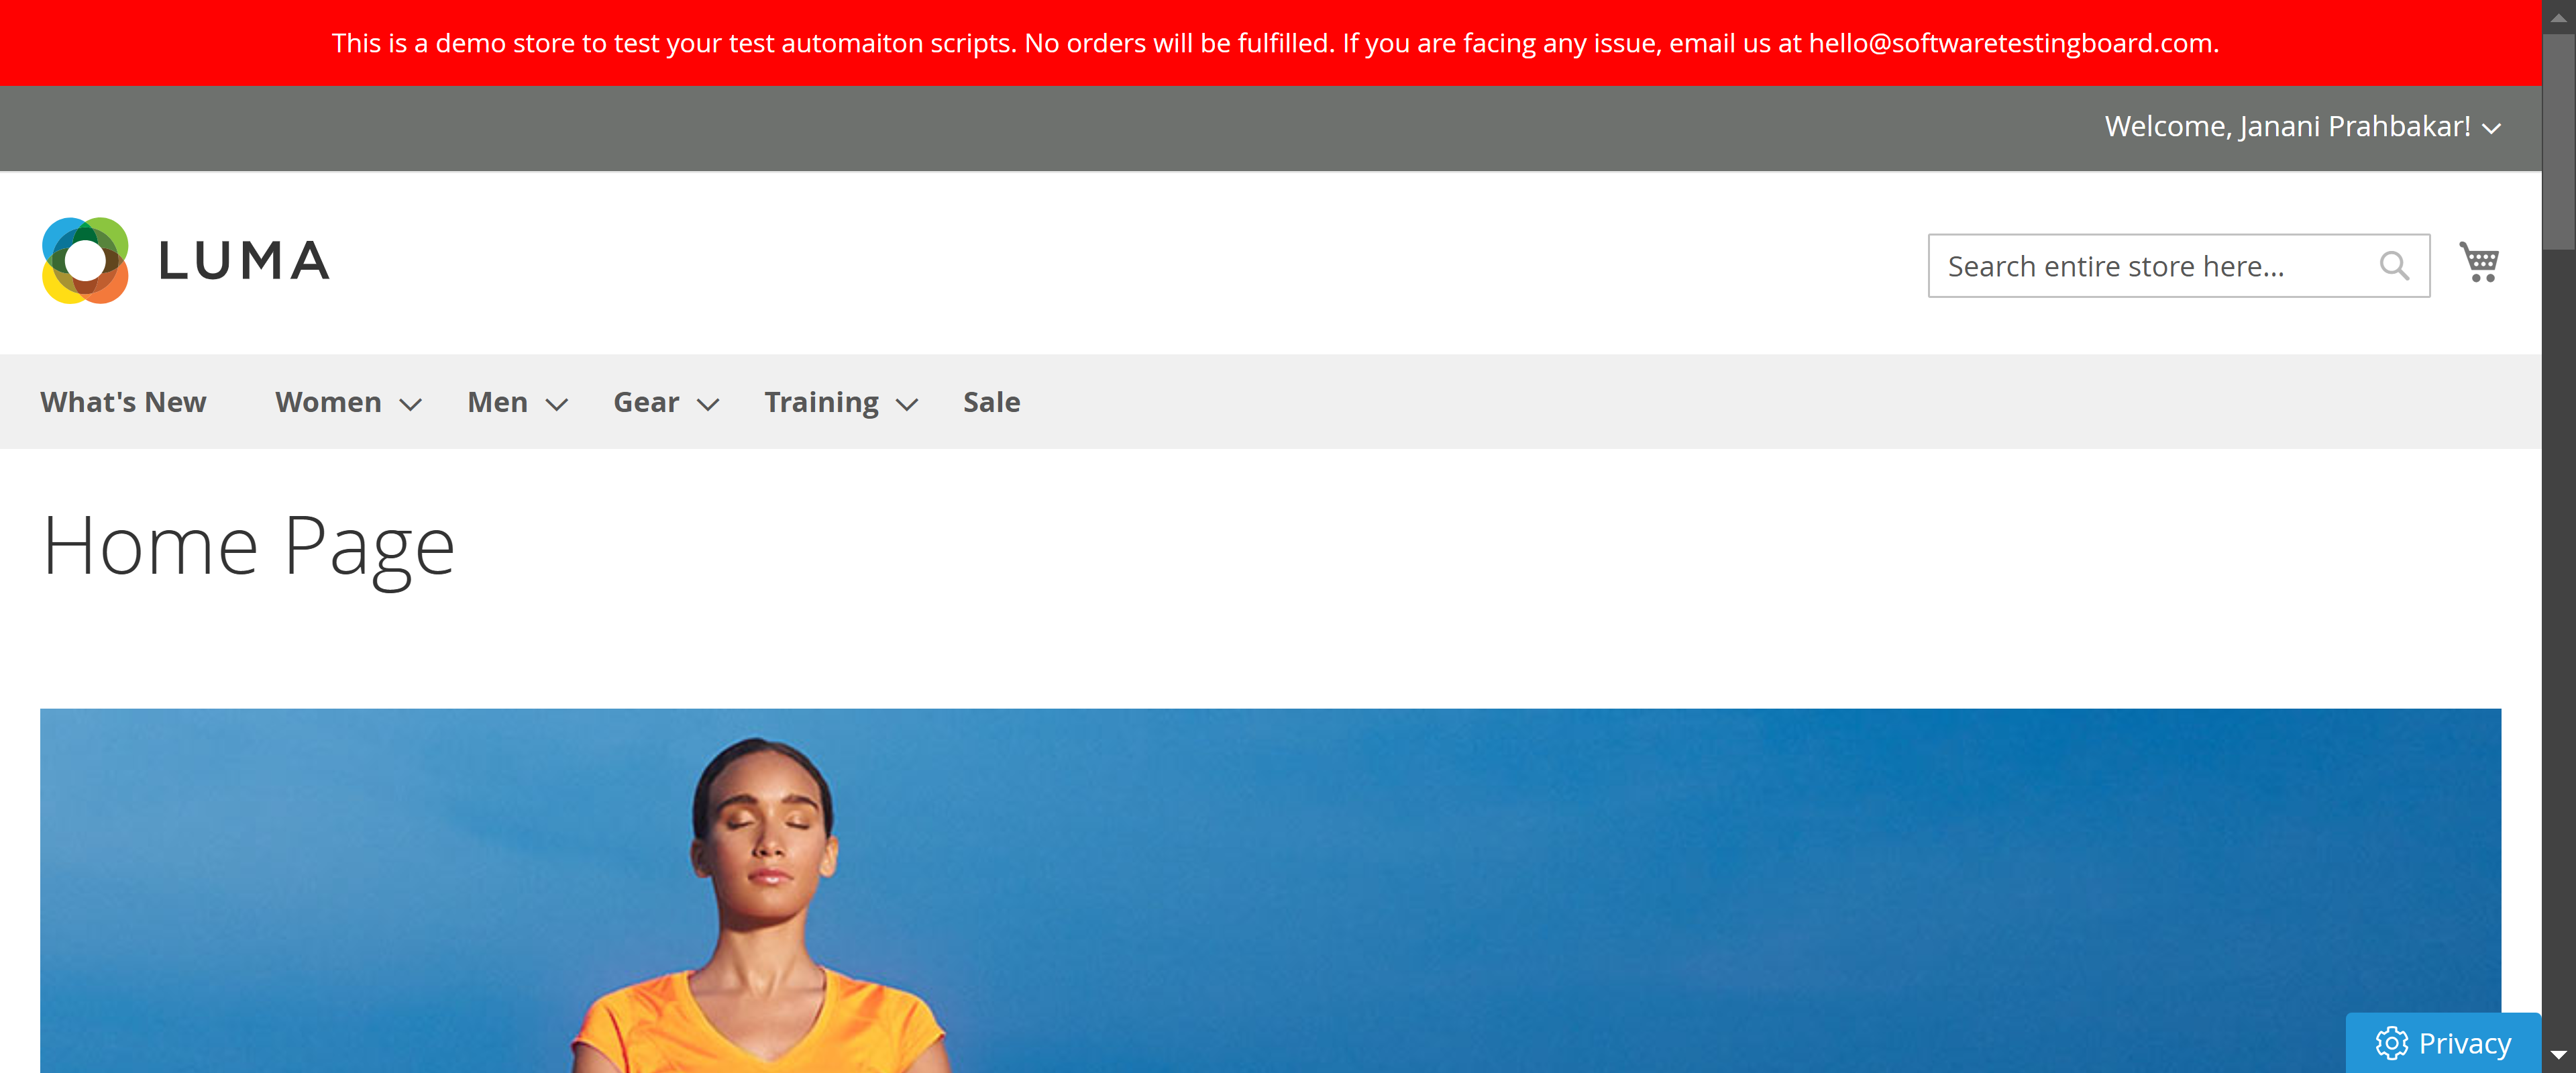 This is a demo store to test your test automaiton scripts. No orders will be fulfilled. If you are facing any issue, email us at hello@softwaretestingboard.com.
Welcome, Janani Prahbakar!
LUMA
Search entire store here...
What's New Women Men Gear Training Sale
Home Page
Privacy